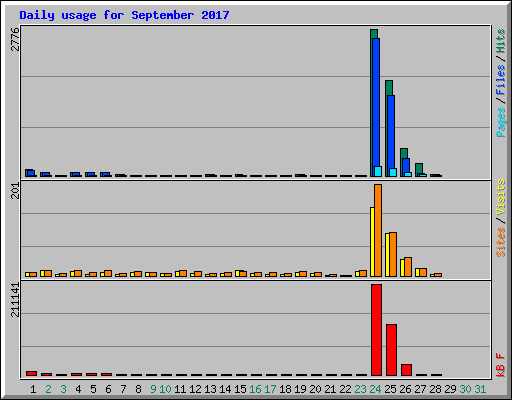 Daily usage for September 2017
2776
Pages / Files / Hits
201
Sites / Visits
211141
kB F
1 2 3 4 5 6 7 8 9 10 11 12 13 14 15 16 17 18 19 20 21 22 23 24 25 26 27 28 29 30 31